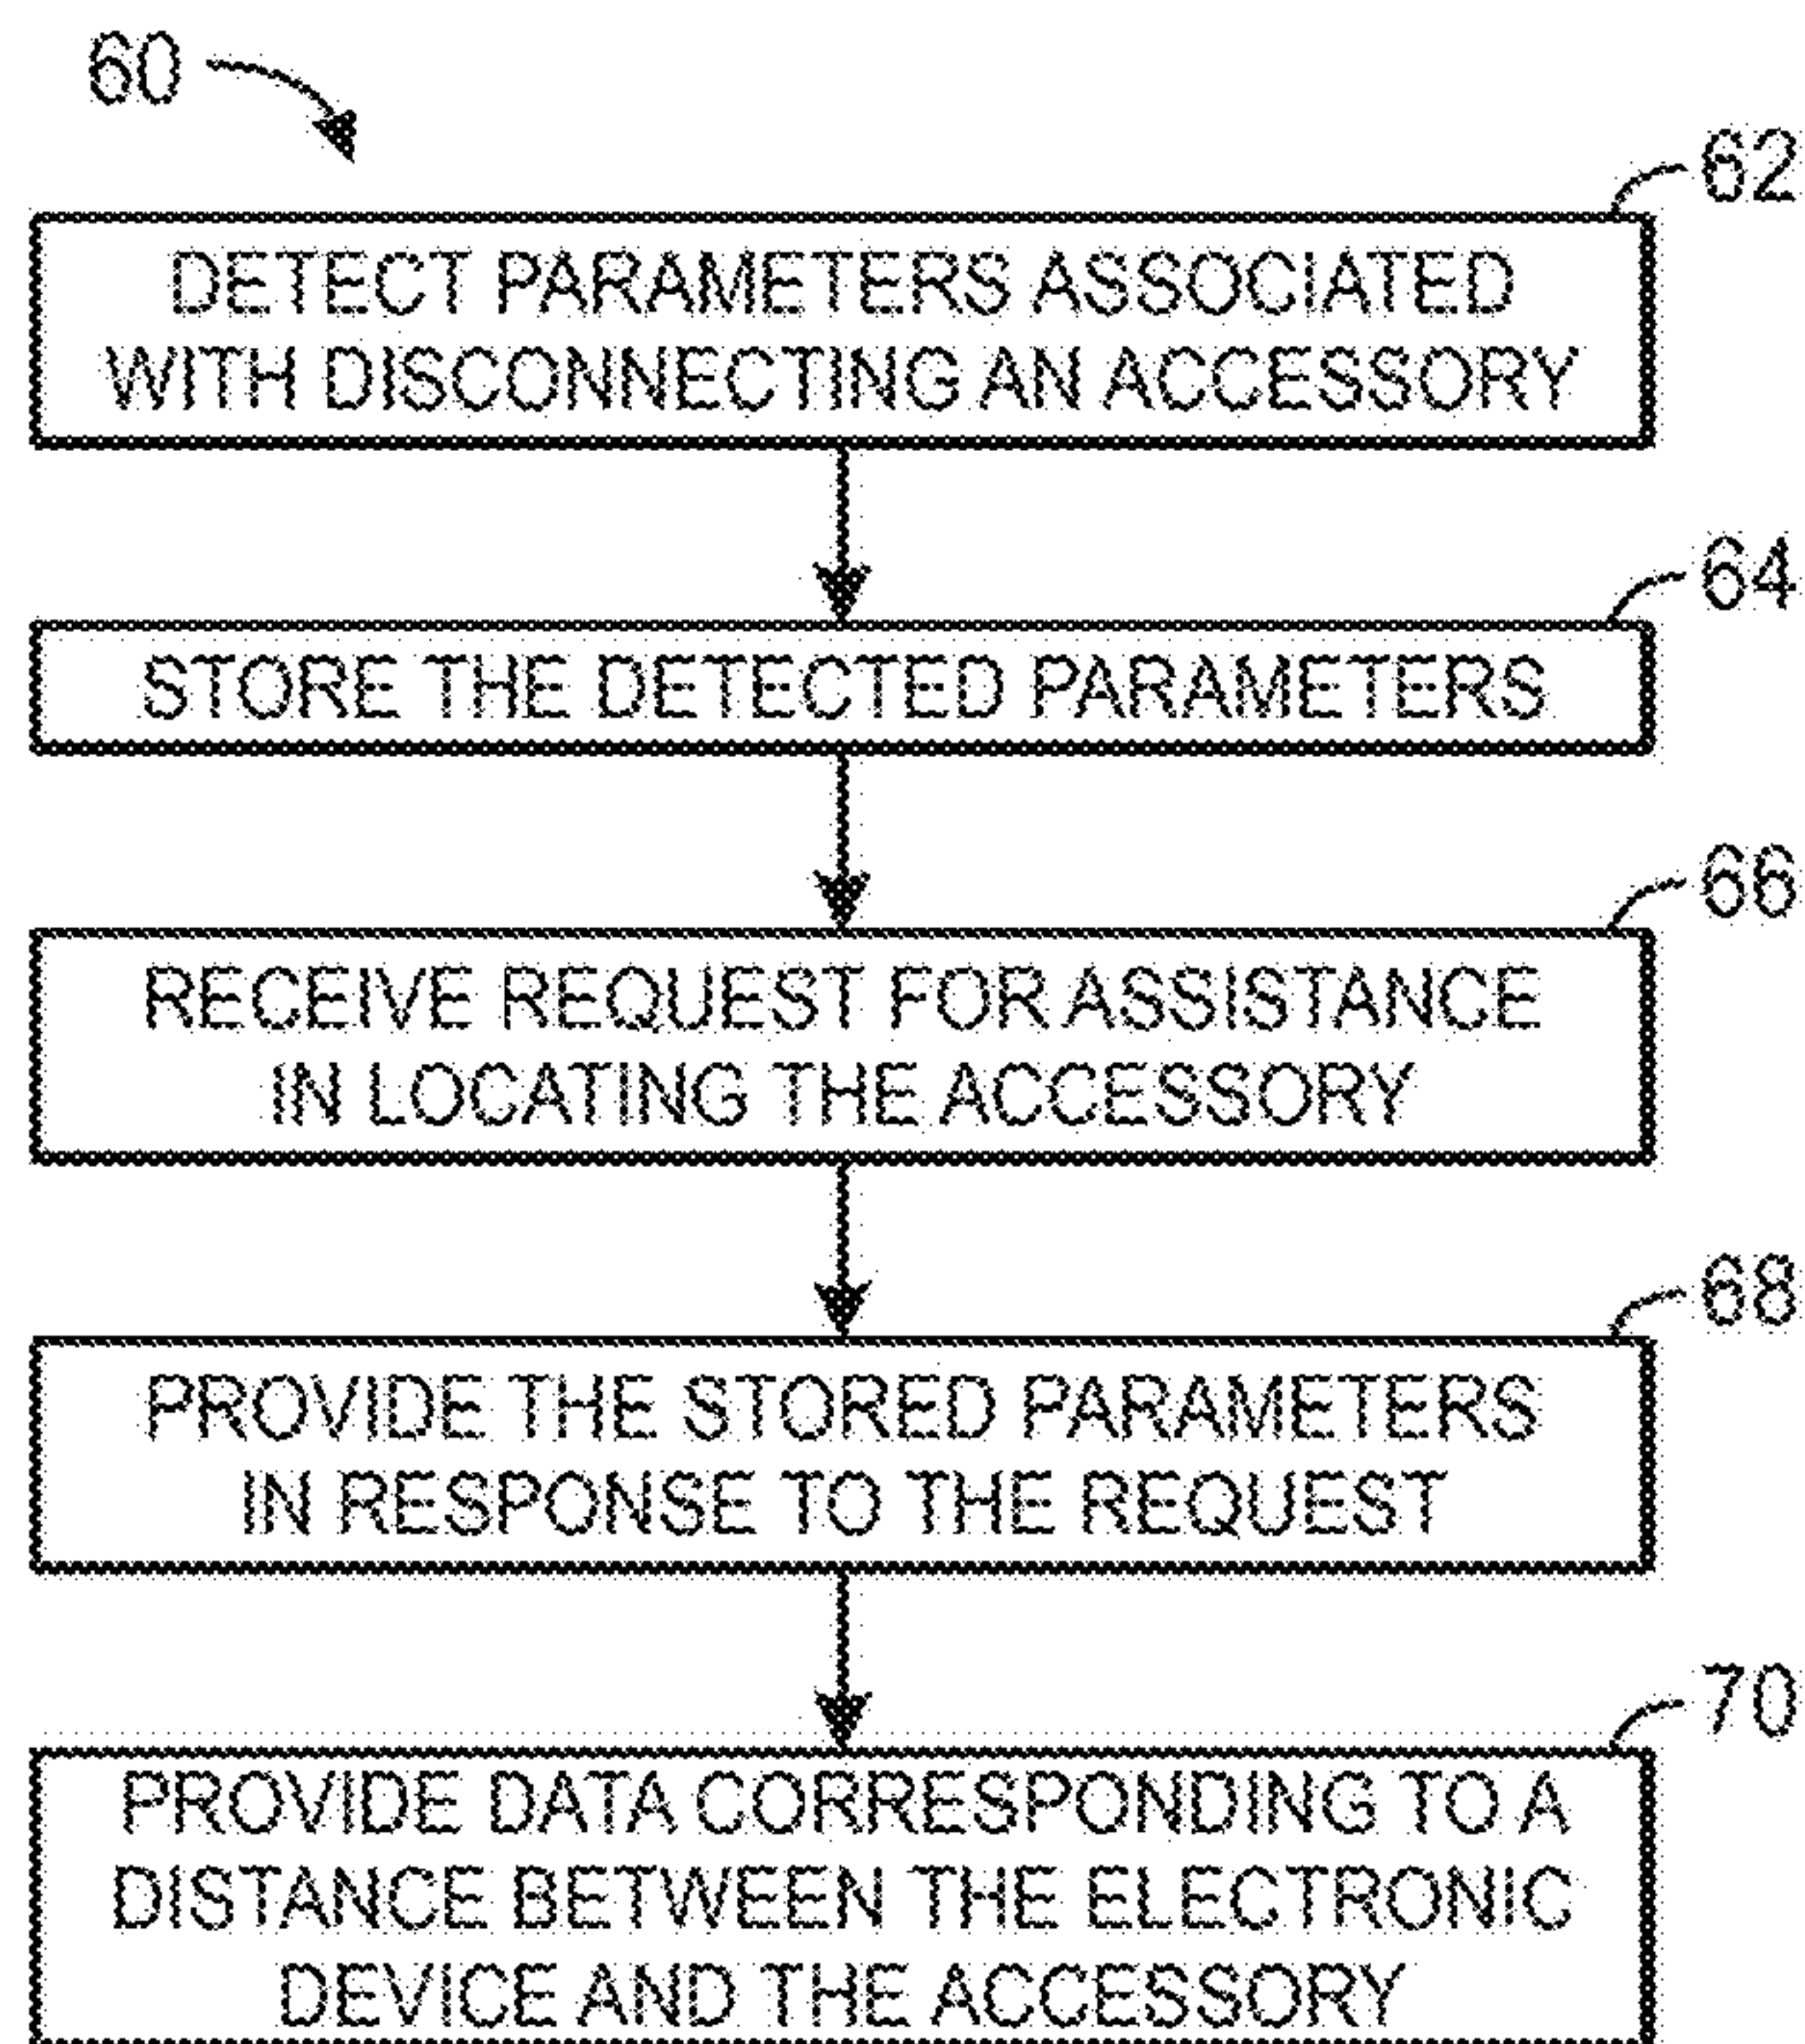 60
62
DETECT PARAMETERS ASSOCIATED
WITH DISCONNECTING AN ACCESSORY
64
STORE THE DETECTED PARAMETERS
66
RECEIVE REQUEST FOR ASSISTANCE
IN LOCATING THE ACCESSORY
68
PROVIDE THE STORED PARAMETERS
IN RESPONSE TO THE REQUEST
70
PROVIDE DATA CORRESPONDING TO A
DISTANCE BETWEEN THE ELECTRONIC
DEVICE AND THE ACCESSORY